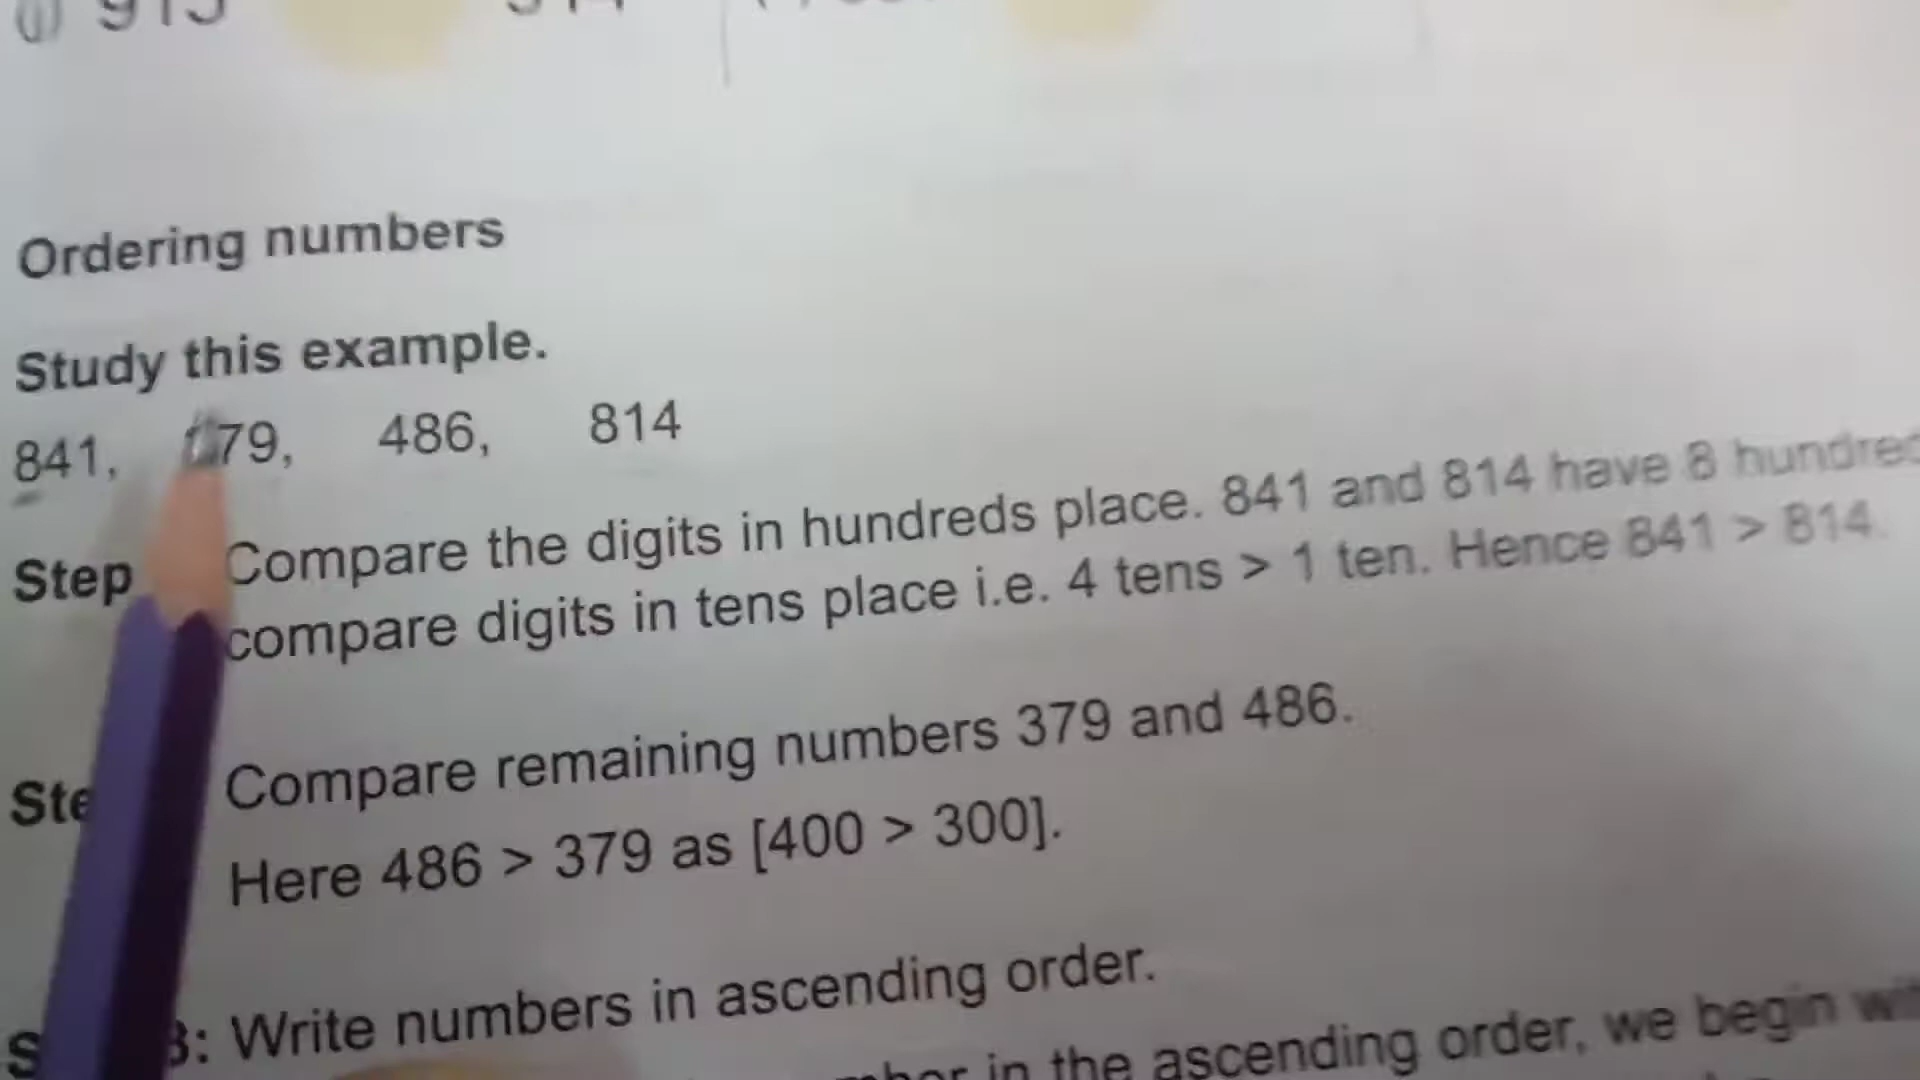 915
Ordering numbers
Study this example.
841, 79, 486, 814
Step Compare the digits in hundreds place. 841 and 814 have 8
compare digits in tens place i.e. 4 tens > 1 ten. Hence 841 > 814.
Compare remaining numbers 379 and 486.
Here 486 > 379 as [400 > 300].
3: Write numbers in ascending order.
in the ascending order, we begin